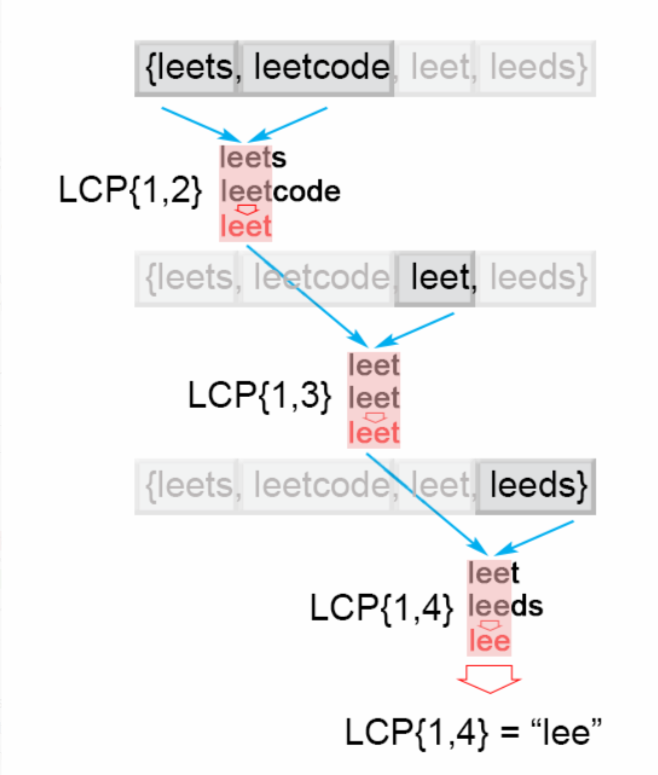 {leets, leetcode, leet, leeds}
leets
LCP{1,2} leetcode
leet
{leets, leetcode, leet, leeds}
leet
LCP{1,3} leet
leet
{leets, leetcode, leet, leeds}
leet
LCP{1,4} leeds
lee
LCP{1,4} = “lee”